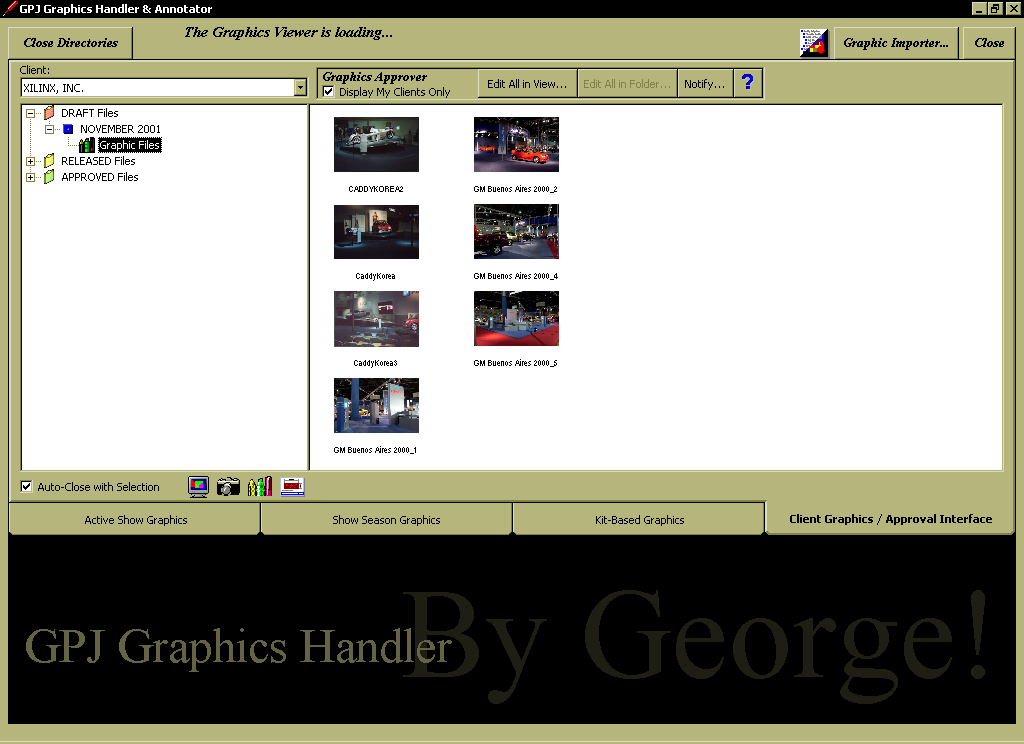 GPJ Graphics Handler & Annotator
Close Directories
The Graphics Viewer is loading...
Graphic Importer...
Close
Client:
XILINX, INC.
Graphics Approver
Display My Clients Only
Edit All in View...
Edit All in Folder...
Notify...
?
DRAFT Files
NOVEMBER 2001
Graphic Files
RELEASED Files
APPROVED Files
CADDYKOREA2
GM Buenos Aires 2000_2
CaddyKorea
GM Buenos Aires 2000_4
CaddyKorea3
GM Buenos Aires 2000_5
GM Buenos Aires 2000_1
Auto-Close with Selection
Active Show Graphics
Show Season Graphics
Kit-Based Graphics
Client Graphics / Approval Interface
GPJ Graphics Handler
By George!